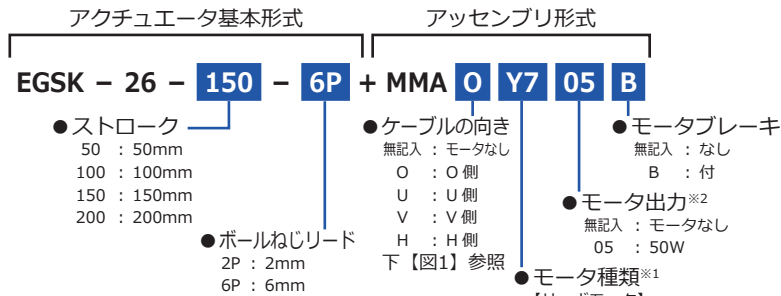 アクチュエータ基本形式
アッセンブリ形式
EGSK – 26 – 150 – 6P + MMA O Y7 05 B
●ストローク
50 : 50mm
100 : 100mm
150 : 150mm
200 : 200mm
●ボールねじリード
2P : 2mm
6P : 6mm
●ケーブルの向き
無記入 : モータなし
O : O側
U : U側
V : V側
H : H側
下【図1】参照
●モータブレーキ
無記入 : なし
B : 付
●モータ出力※2
無記入 : モータなし
05 : 50W
●モータ種類※1